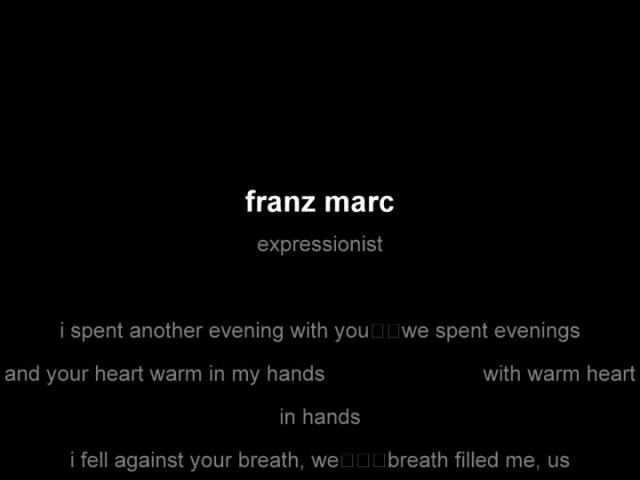 franz marc
expressionist
i spent another evening with you□□we spent evenings
and your heart warm in my hands with warm heart
in hands
i fell against your breath, we□□□breath filled me, us